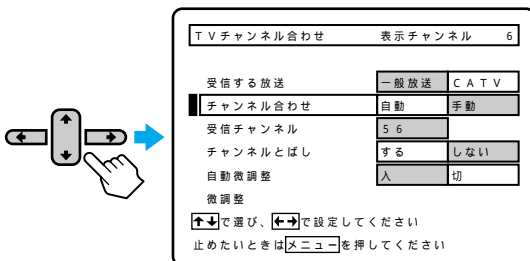 TVチャンネル合わせ 表示チャンネル 6
受信する放送 一般放送 CATV
チャンネル合わせ 自動 手動
受信チャンネル 56
チャンネルとばし する しない
自動微調整 入 切
微調整
↑↓で選び、←→で設定してください
止めたいときはメニューを押してください